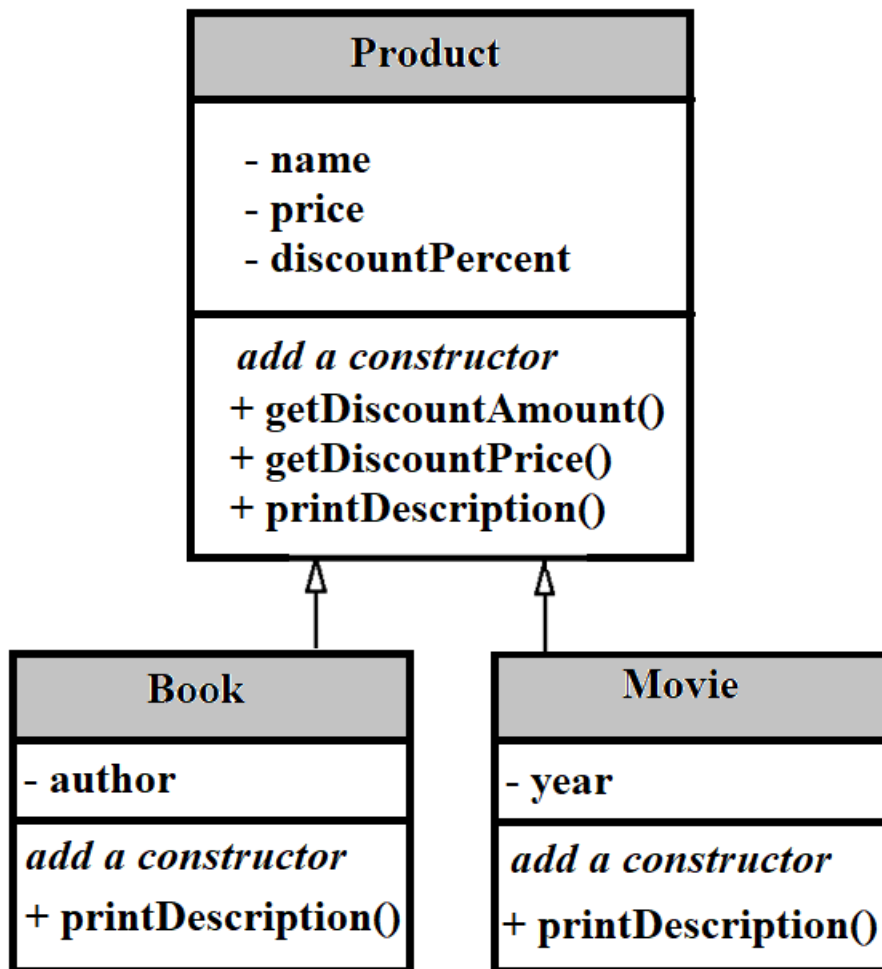 Product
- name
- price
- discountPercent
add a constructor
+ getDiscountAmount()
+ getDiscountPrice()
+ printDescription()
Book
- author
add a constructor
+ printDescription()
Movie
- year
add a constructor
+ printDescription()